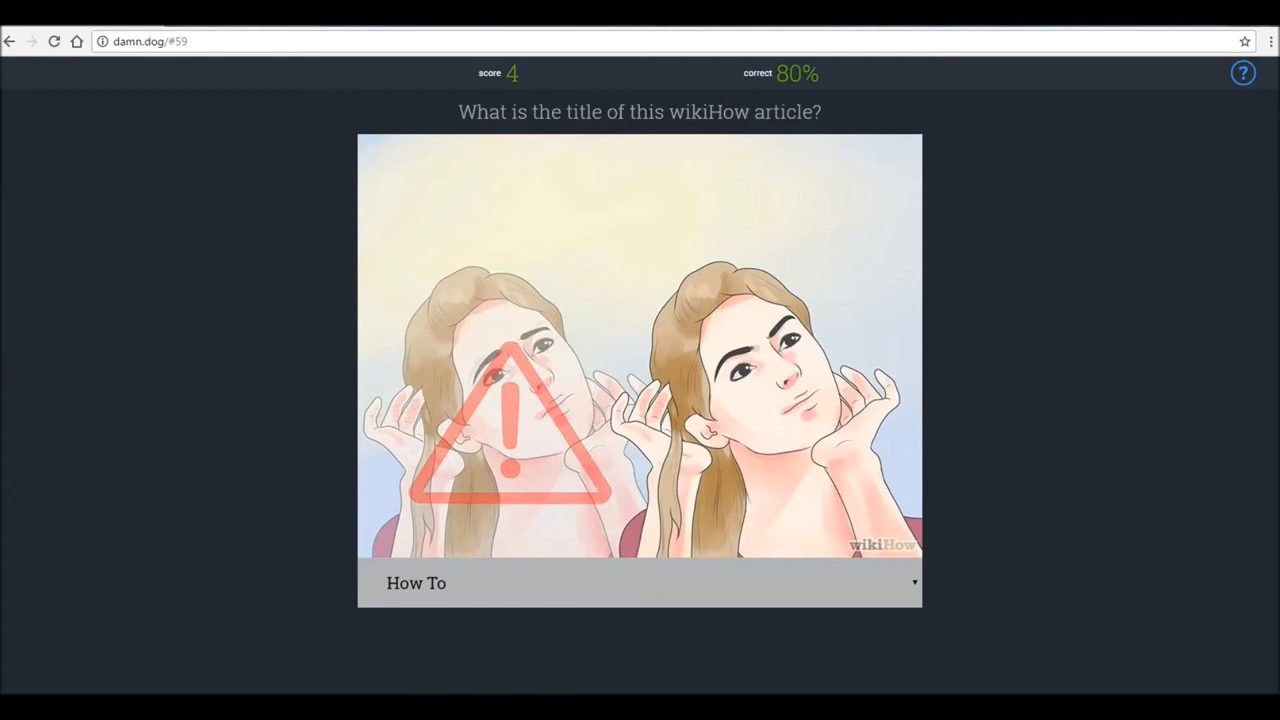 damn.dog/#59
score 4
correct 80%
?
What is the title of this wikiHow article?
!
wikiHow
How To